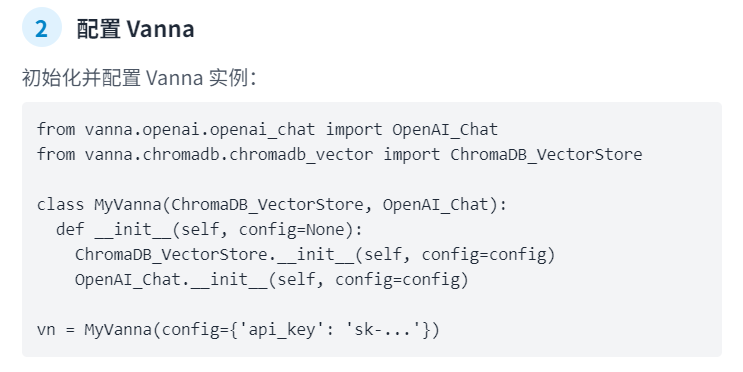 2 配置 Vanna
初始化并配置 Vanna 实例：
from vanna.openai.openai_chat import OpenAI_Chat
from vanna.chromadb.chromadb_vector import ChromaDB_VectorStore
class MyVanna(ChromaDB_VectorStore, OpenAI_Chat):
  def __init__(self, config=None):
    ChromaDB_VectorStore.__init__(self, config=config)
    OpenAI_Chat.__init__(self, config=config)
vn = MyVanna(config={'api_key': 'sk-...'})